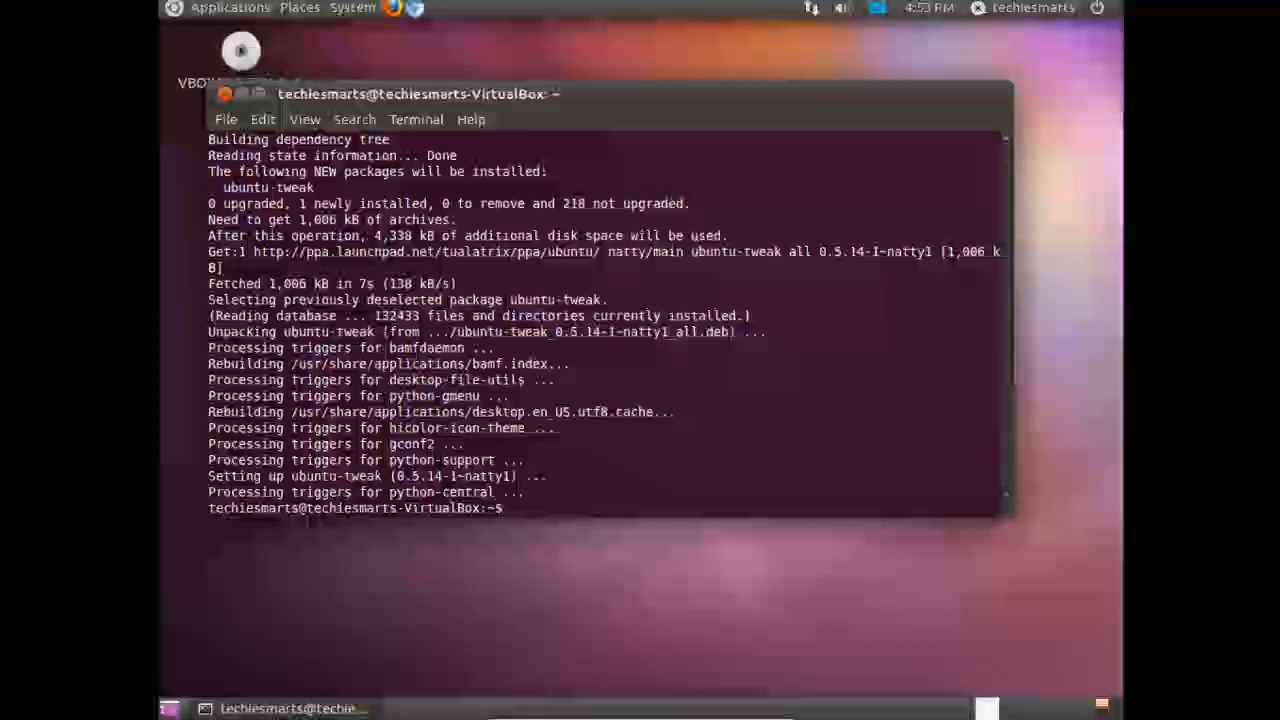 Applications Places System 4:53 PM techiesmarts
techiesmarts@techiesmarts-VirtualBox: ~
File Edit View Search Terminal Help
Building dependency tree
Reading state information... Done
The following NEW packages will be installed:
ubuntu-tweak
0 upgraded, 1 newly installed, 0 to remove and 218 not upgraded.
Need to get 1,006 kB of archives.
After this operation, 4,338 kB of additional disk space will be used.
Get:1 http://ppa.launchpad.net/tualatrix/ppa/ubuntu/ natty/main ubuntu-tweak all 0.5.14-1~natty1 [1,006 k
B]
Fetched 1,006 kB in 7s (138 kB/s)
Selecting previously deselected package ubuntu-tweak.
(Reading database ... 132433 files and directories currently installed.)
Unpacking ubuntu-tweak (from .../ubuntu-tweak_0.5.14-1~natty1_all.deb) ...
Processing triggers for bamfdaemon ...
Rebuilding /usr/share/applications/bamf.index...
Processing triggers for desktop-file-utils ...
Processing triggers for python-gmenu ...
Rebuilding /usr/share/applications/desktop.en_US.utf8.cache...
Processing triggers for hicolor-icon-theme ...
Processing triggers for gconf2 ...
Processing triggers for python-support ...
Setting up ubuntu-tweak (0.5.14-1~natty1) ...
Processing triggers for python-central ...
techiesmarts@techiesmarts-VirtualBox:~$
techiesmarts@techie...